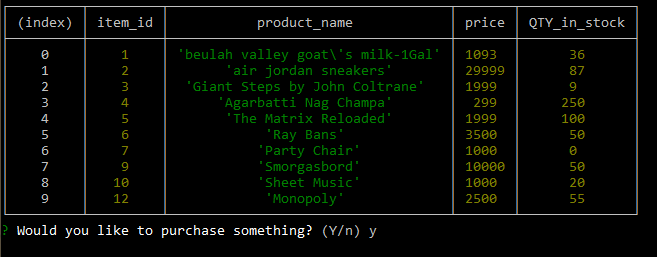 (index) item_id product_name price QTY_in_stock
0 1 'beulah valley goat\'s milk-1Gal' 1093 36
1 2 'air jordan sneakers' 29999 87
2 3 'Giant Steps by John Coltrane' 1999 9
3 4 'Agarbatti Nag Champa' 299 250
4 5 'The Matrix Reloaded' 1999 100
5 6 'Ray Bans' 3500 50
6 7 'Party Chair' 1000 0
7 9 'Smorgasbord' 10000 50
8 10 'Sheet Music' 1000 20
9 12 'Monopoly' 2500 55
? Would you like to purchase something? (Y/n) y